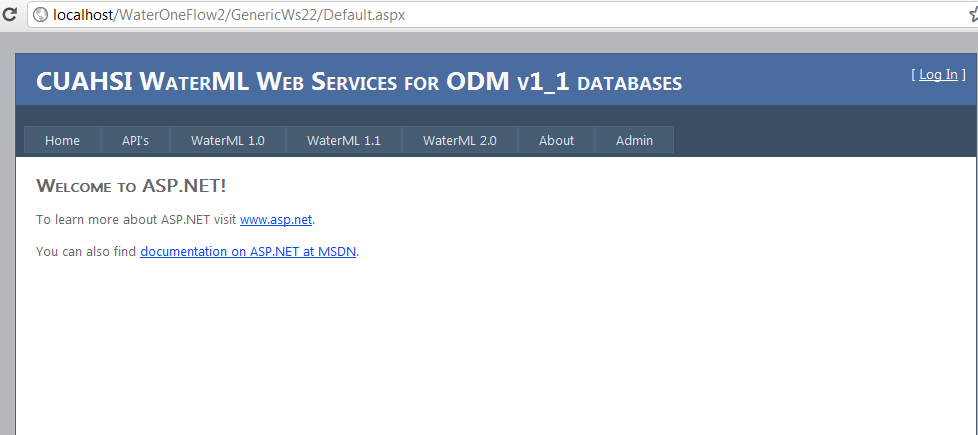 localhost/WaterOneFlow2/GenericWs22/Default.aspx
CUAHSI WaterML Web Services for ODM v1_1 databases
[ Log In ]
Home API's WaterML 1.0 WaterML 1.1 WaterML 2.0 About Admin
Welcome to ASP.NET!
To learn more about ASP.NET visit www.asp.net.
You can also find documentation on ASP.NET at MSDN.